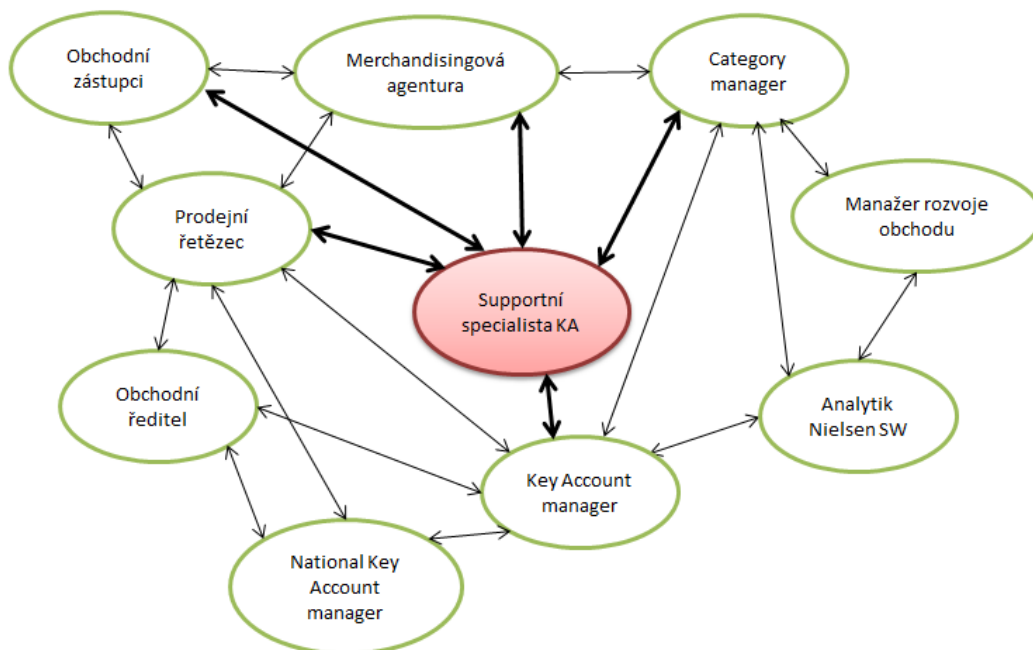 Obchodní
zástupci
Merchandisingová
agentura
Category
manager
Prodejní
řetězec
Manažer rozvoje
obchodu
Supportní
specialista KA
Obchodní
ředitel
Analytik
Nielsen SW
Key Account
manager
National Key
Account
manager